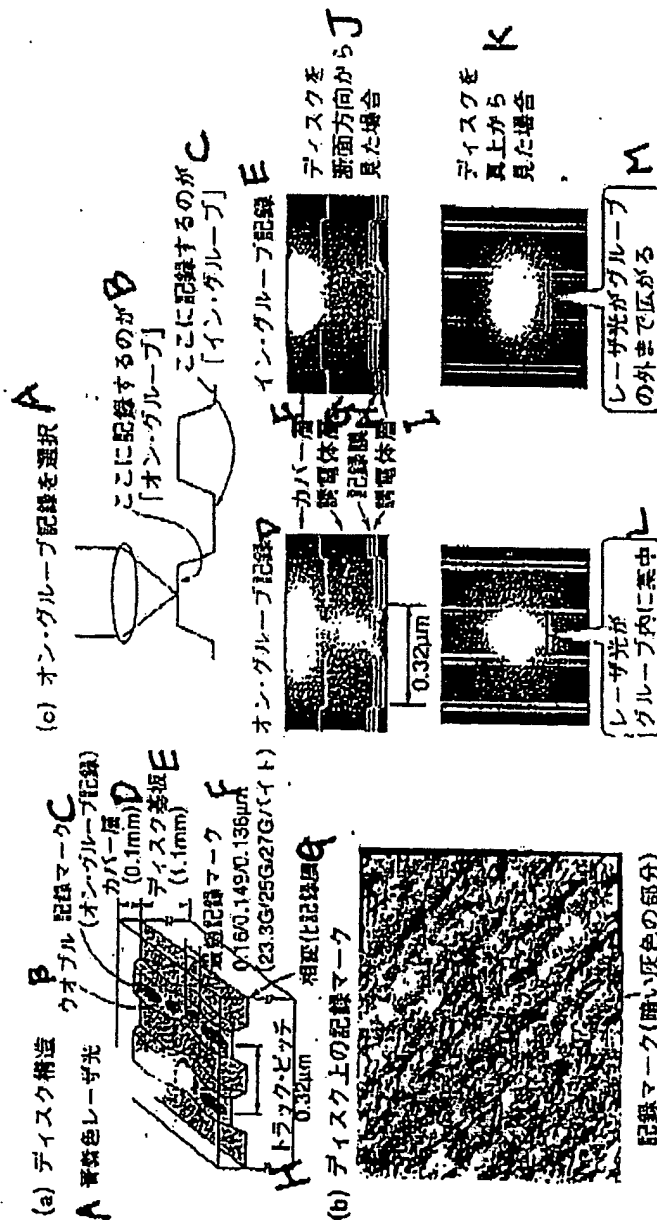 (a) ディスク構造
A 青紫色レーザ光
B
ウオブル
記録マーク C
(オン・グループ記録)
カバー層 D
(0.1mm)
ディスク基板 E
(1.1mm)
最短記録マーク F
0.16/0.149/0.138μm
(23.3G/25G/27Gバイト)
相変化記録膜 G
H トラック・ピッチ
0.32μm
(b) ディスク上の記録マーク
記録マーク(暗い灰色の部分)
(c) オン・グループ記録を選択 A
ここに記録するのが B
「オン・グループ」
ここに記録するのが C
「イン・グループ」
オン・グループ記録 D
イン・グループ記録 E
カバー層 F
誘電体層 G
記録膜 H
誘電体層 I
0.32μm
ディスクを J
断面方向から
見た場合
ディスクを K
真上から
見た場合
レーザ光が L
グループ内に集中
レーザ光がグループ M
の外まで広がる